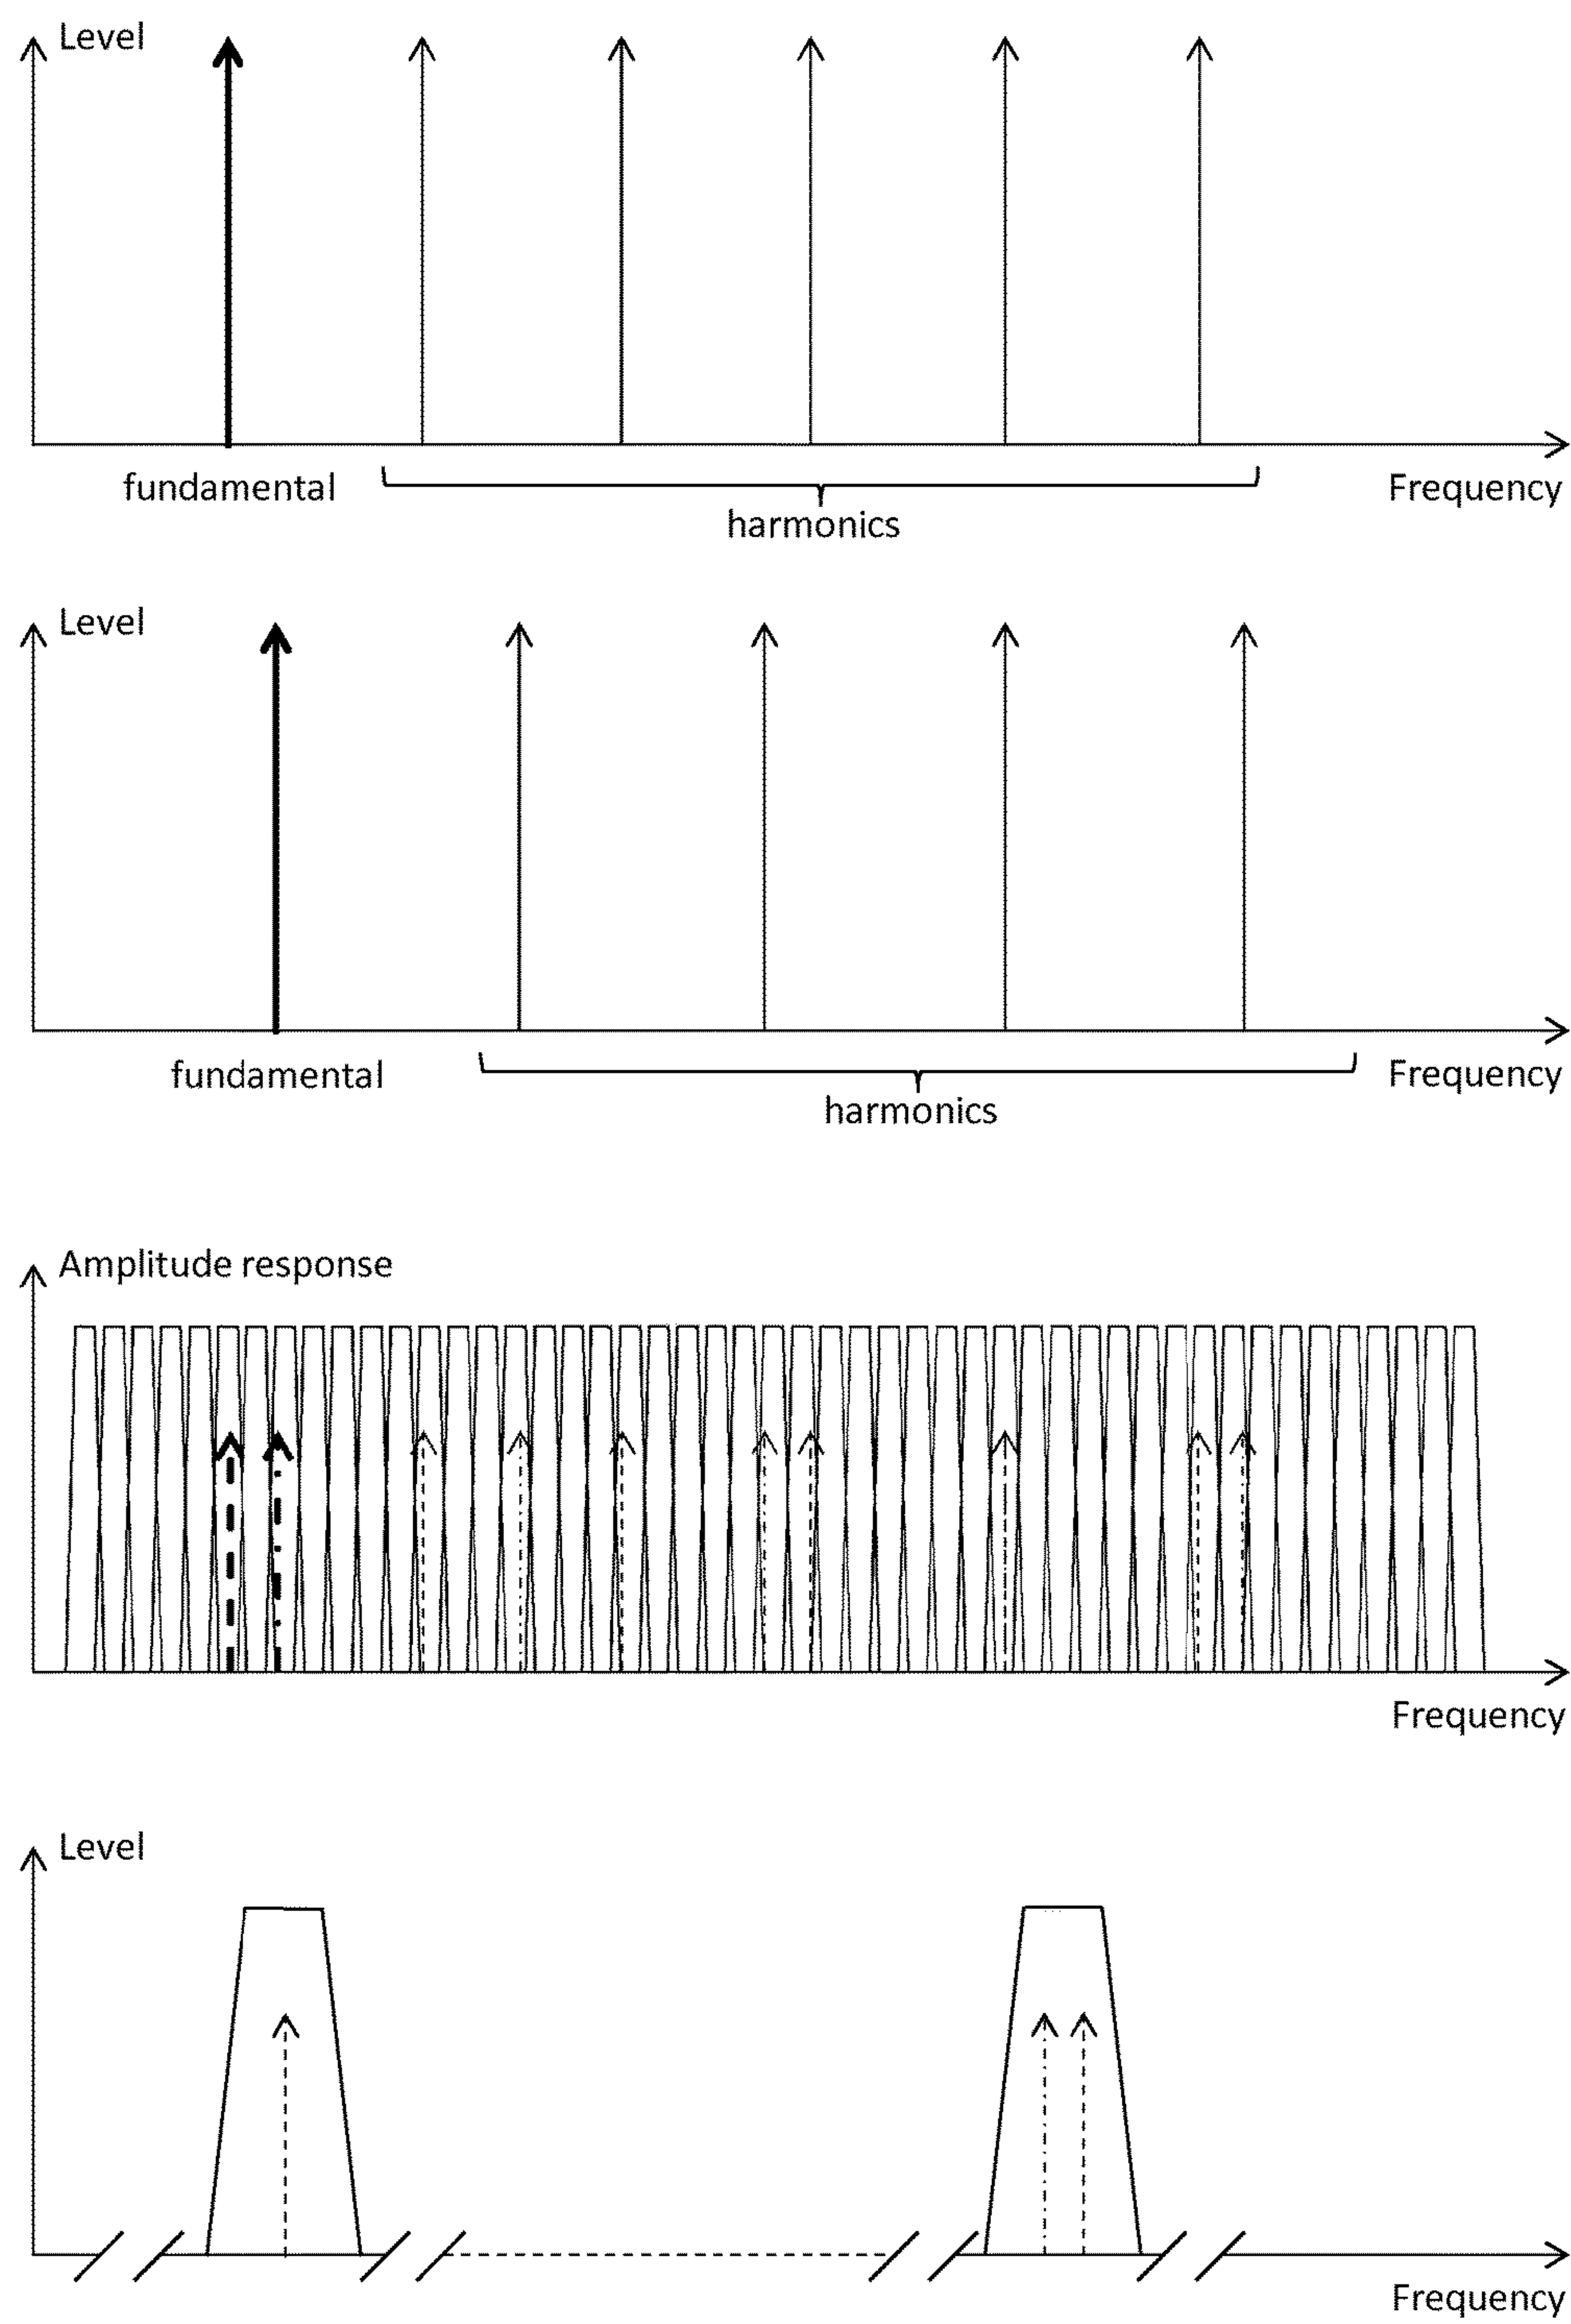 Level
fundamental
Frequency
harmonics
Level
fundamental
Frequency
harmonics
Amplitude response
Frequency
Level
Frequency